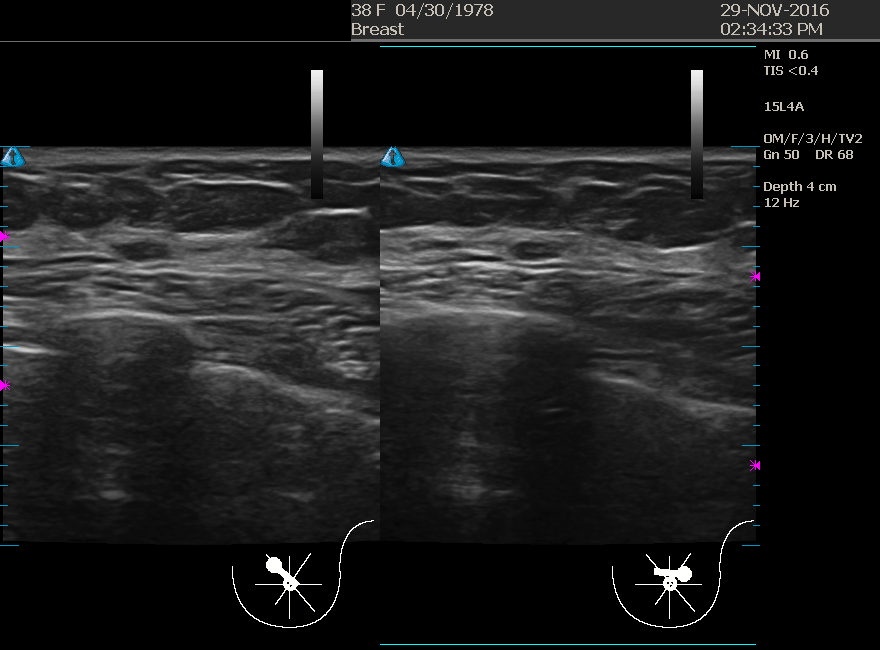 38 F 04/30/1978
29-NOV-2016
Breast
02:34:33 PM
MI 0.6
TIS <0.4
15L4A
OM/F/3/H/TV2
Gn 50 DR 68
Depth 4 cm
12 Hz